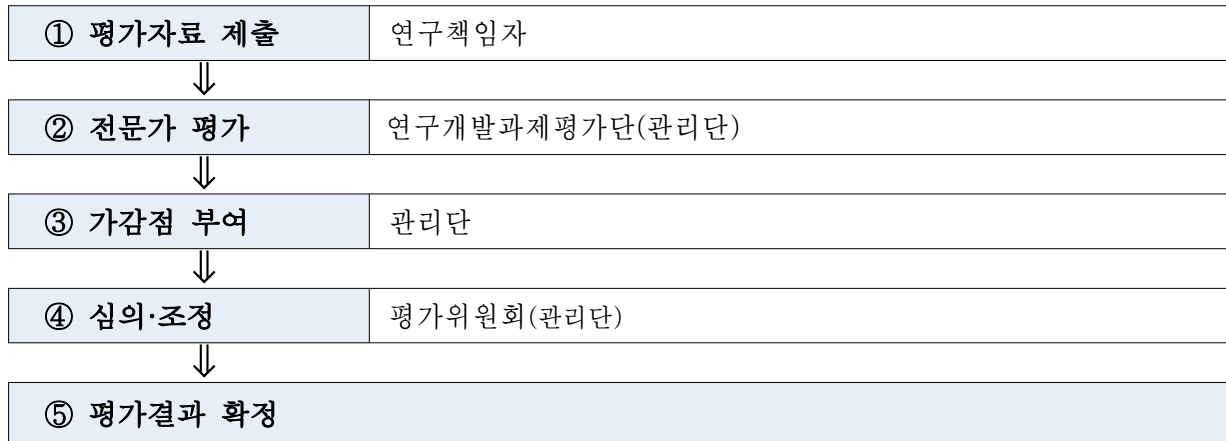 ① 평가자료 제출 연구책임자
⇓
② 전문가 평가 연구개발과제평가단(관리단)
⇓
③ 가감점 부여 관리단
⇓
④ 심의·조정 평가위원회(관리단)
⇓
⑤ 평가결과 확정